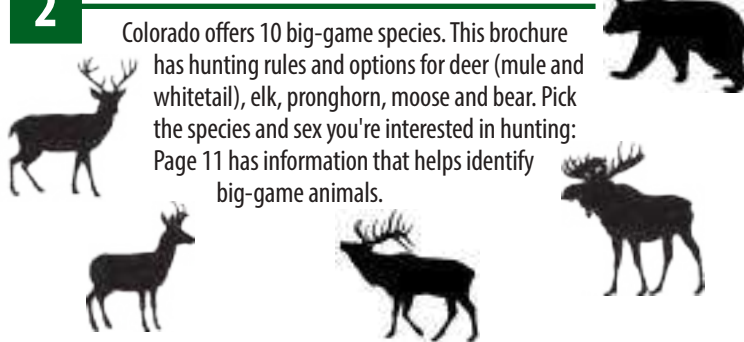 2
Colorado offers 10 big-game species. This brochure
has hunting rules and options for deer (mule and
whitetail), elk, pronghorn, moose and bear. Pick
the species and sex you're interested in hunting:
Page 11 has information that helps identify
big-game animals.